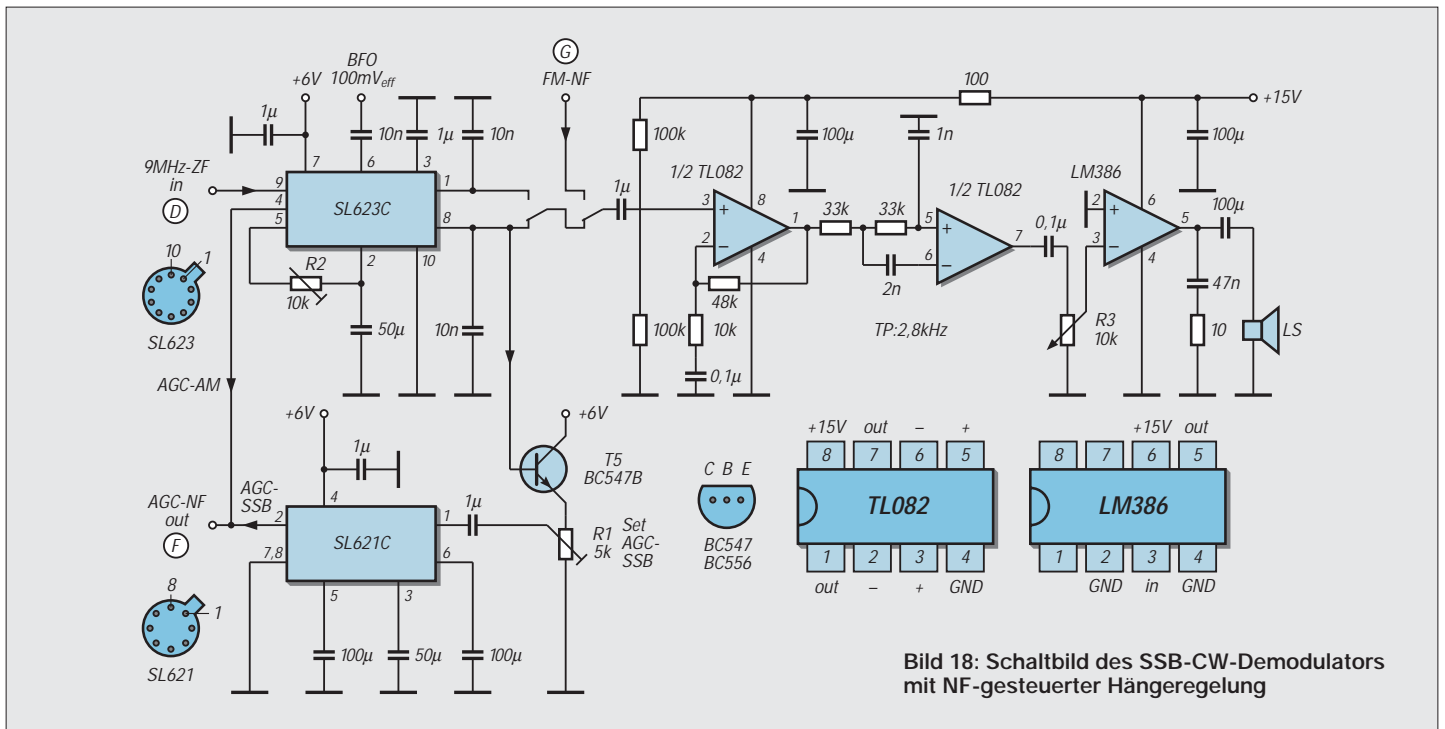 BFO
100mVeff
+6V
G
FM-NF
100
+15V
1µ
10n
1µ
10n
100k
100µ
1n
100µ
9MHz-ZF
in
D
7
6
3
9
4
5
SL623C
1
8
2
10
1µ
1/2 TL082
3
+
2
−
8
1
4
33k
33k
1/2 TL082
5
+
6
−
7
0,1µ
LM386
2
+
3
−
6
5
4
100µ
10
1
SL623
R2
10k
50µ
10n
100k
48k
10k
0,1µ
2n
TP:2,8kHz
R3
10k
47n
10
LS
AGC-AM
+6V
1µ
+6V
T5
BC547B
AGC-NF
out
F
AGC-
SSB
4
2
7,8
SL621C
1
6
5
3
1µ
R1
5k
Set
AGC-
SSB
8
1
SL621
100µ
50µ
100µ
C B E
BC547
BC556
+15V
out
−
+
8
7
6
5
TL082
1
2
3
4
out
−
+
GND
+15V
out
8
7
6
5
LM386
1
2
3
4
GND
in
GND
Bild 18: Schaltbild des SSB-CW-Demodulators
mit NF-gesteuerter Hängeregelung